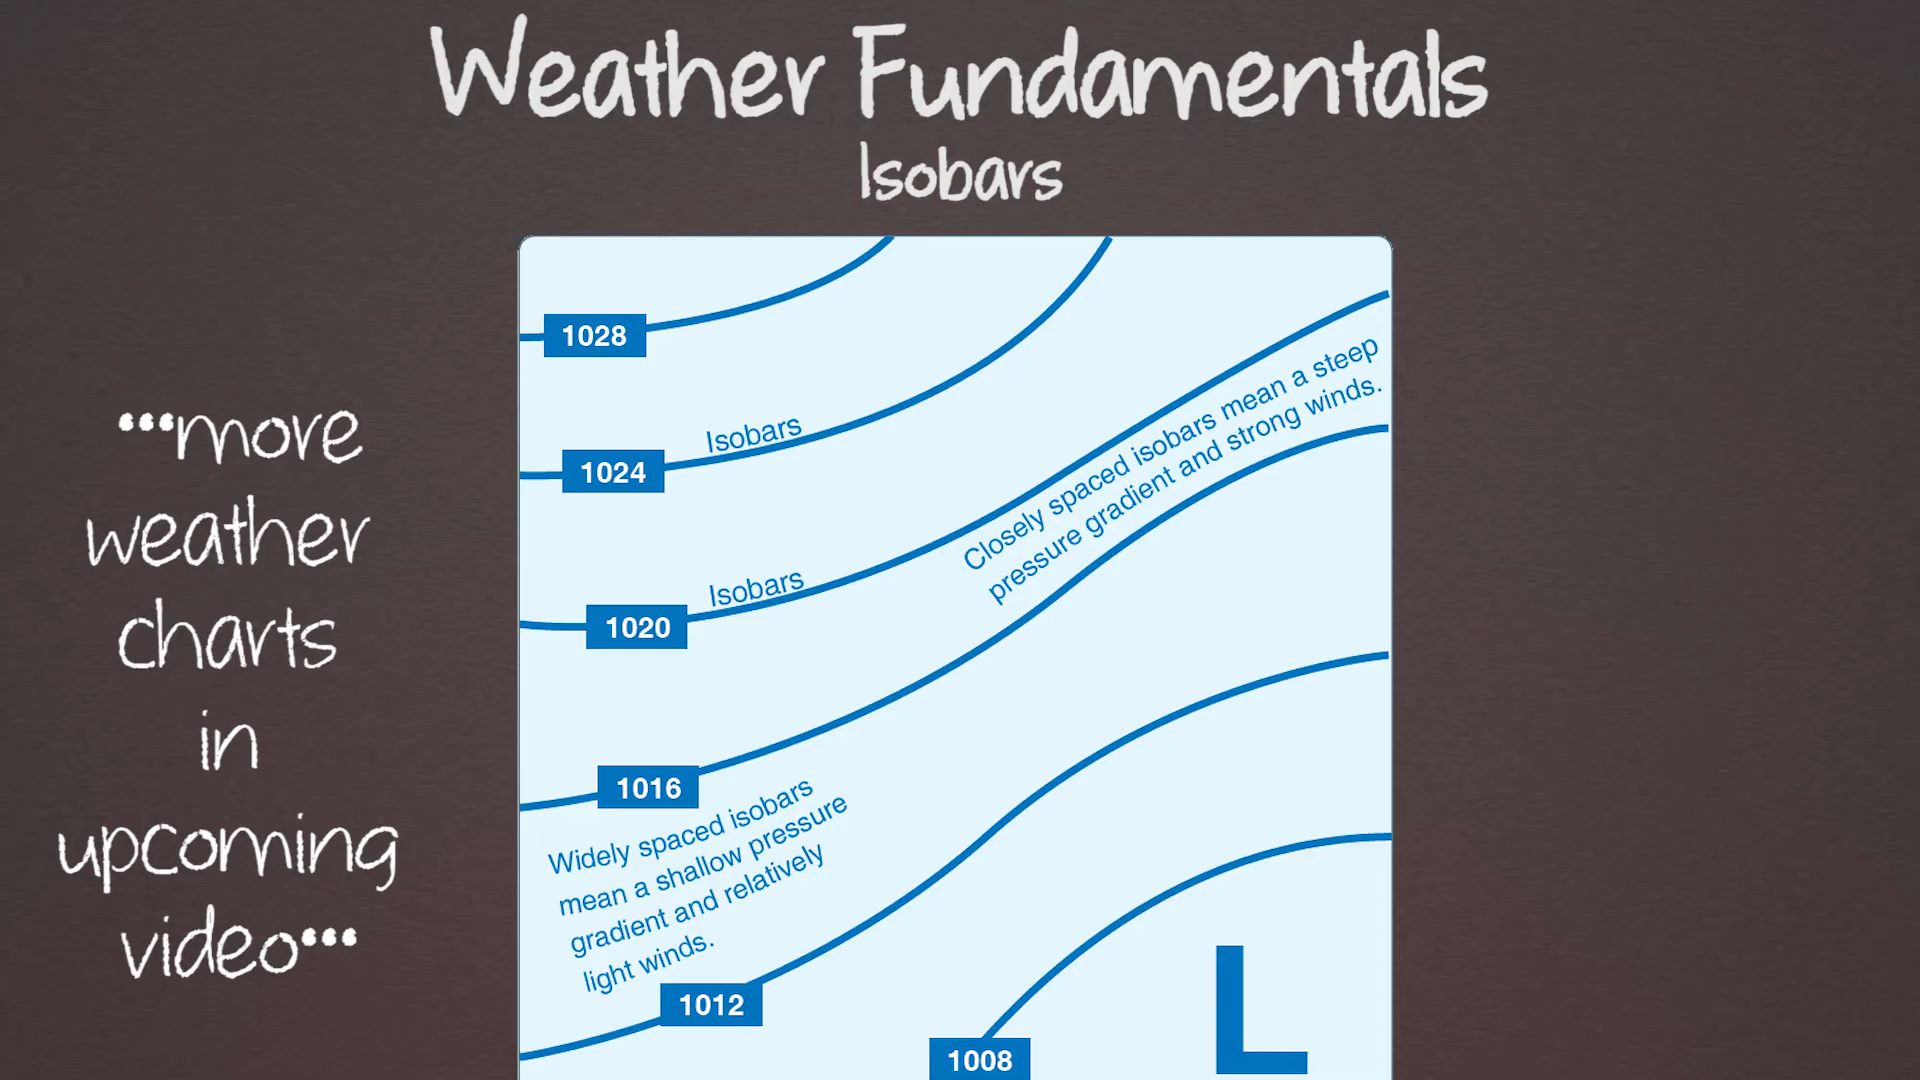 Weather Fundamentals
Isobars
...more
weather
charts
in
upcoming
video...
1028
Isobars
1024
Closely spaced isobars mean a steep
pressure gradient and strong winds.
Isobars
1020
1016
Widely spaced isobars
mean a shallow pressure
gradient and relatively
light winds.
1012
1008
L